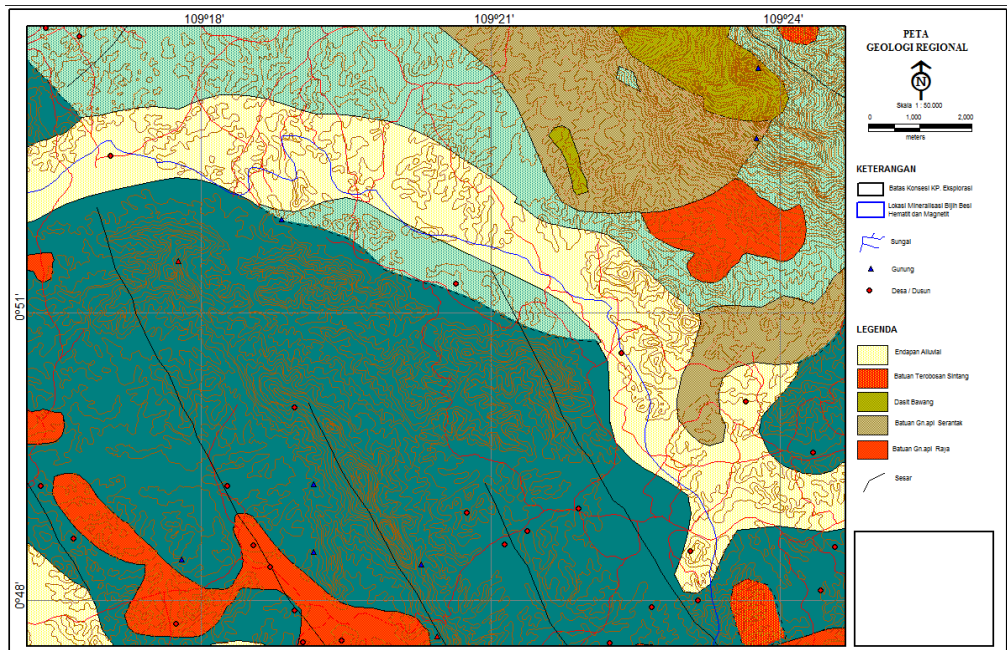 109º18'
109º21'
109º24'
0º51'
0º48'
PETA
GEOLOGI REGIONAL
N
Skala 1 : 50.000
0 1,000 2.000
meters
KETERANGAN
Batas Konsesi KP. Eksplorasi
Lokasi Mineralisasi Bijih Besi
Hematit dan Magnetit
Sungai
Gunung
Desa / Dusun
LEGENDA
Endapan Alluvial
Batuan Terobosan Sintang
Dasit Bawang
Batuan Gn.api Serantak
Batuan Gn.api Raya
Sesar